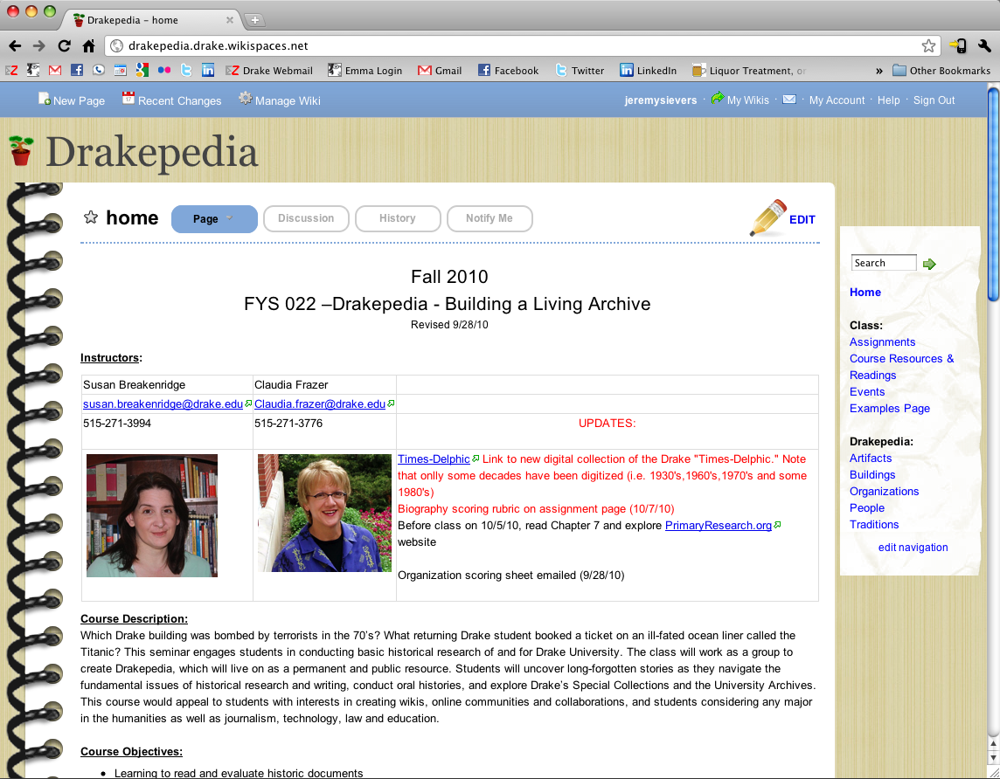 Drakepedia - home
drakepedia.drake.wikispaces.net
Drake Webmail Emma Login Gmail Facebook Twitter LinkedIn Liquor Treatment, or » Other Bookmarks
New Page Recent Changes Manage Wiki jeremysievers · My Wikis · · My Account · Help · Sign Out
Drakepedia
home Page Discussion History Notify Me EDIT
Fall 2010
FYS 022 –Drakepedia - Building a Living Archive
Revised 9/28/10
Instructors:
Susan Breakenridge Claudia Frazer
susan.breakenridge@drake.edu Claudia.frazer@drake.edu
515-271-3994 515-271-3776 UPDATES:
Times-Delphic Link to new digital collection of the Drake "Times-Delphic." Note
that onlly some decades have been digitized (i.e. 1930's,1960's,1970's and some
1980's)
Biography scoring rubric on assignment page (10/7/10)
Before class on 10/5/10, read Chapter 7 and explore PrimaryResearch.org
website
Organization scoring sheet emailed (9/28/10)
Course Description:
Which Drake building was bombed by terrorists in the 70's? What returning Drake student booked a ticket on an ill-fated ocean liner called the
Titanic? This seminar engages students in conducting basic historical research of and for Drake University. The class will work as a group to
create Drakepedia, which will live on as a permanent and public resource. Students will uncover long-forgotten stories as they navigate the
fundamental issues of historical research and writing, conduct oral histories, and explore Drake's Special Collections and the University Archives.
This course would appeal to students with interests in creating wikis, online communities and collaborations, and students considering any major
in the humanities as well as journalism, technology, law and education.
Course Objectives:
• Learning to read and evaluate historic documents
Search
Home
Class:
Assignments
Course Resources &
Readings
Events
Examples Page
Drakepedia:
Artifacts
Buildings
Organizations
People
Traditions
edit navigation